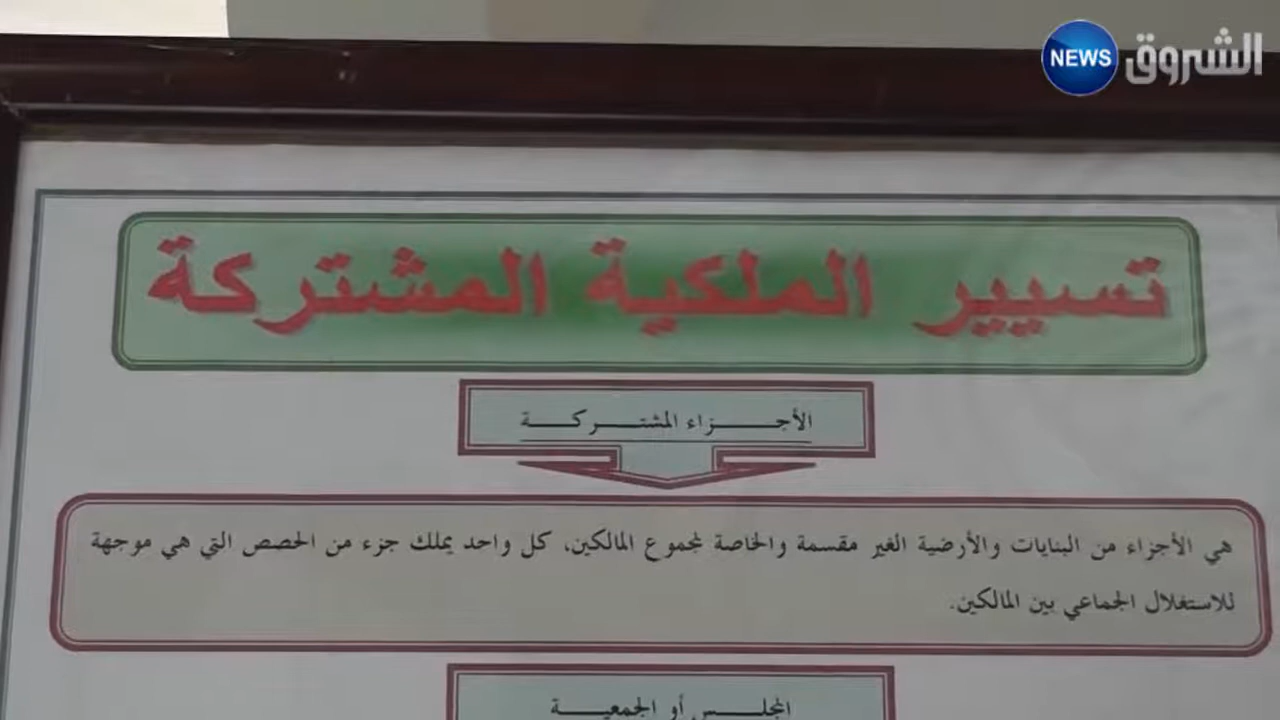 NEWS الشروق
تسيير الملكية المشتركة
الأجزاء المشتركة
هي الأجزاء من البنايات والأرضية الغير مقسمة والخاصة لمجموع المالكين، كل واحد يملك جزء من الحصص التي هي موجهة
للاستغلال الجماعي بين المالكين.
المجلس أو الجمعية